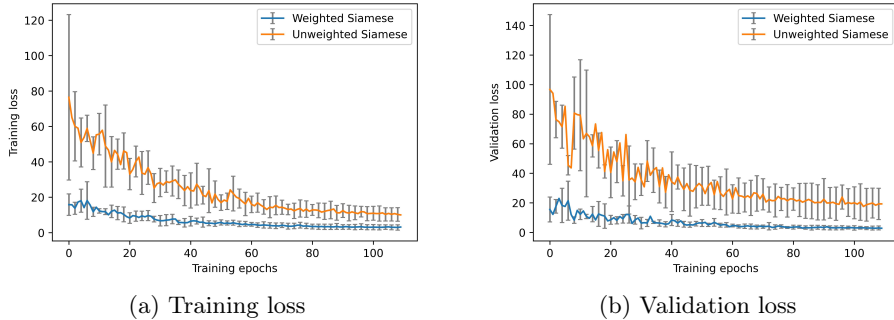 Weighted Siamese
Unweighted Siamese
120
100
80
60
40
20
0
Training loss
0 20 40 60 80 100
Training epochs
(a) Training loss
Weighted Siamese
Unweighted Siamese
140
120
100
80
60
40
20
0
Validation loss
0 20 40 60 80 100
Training epochs
(b) Validation loss